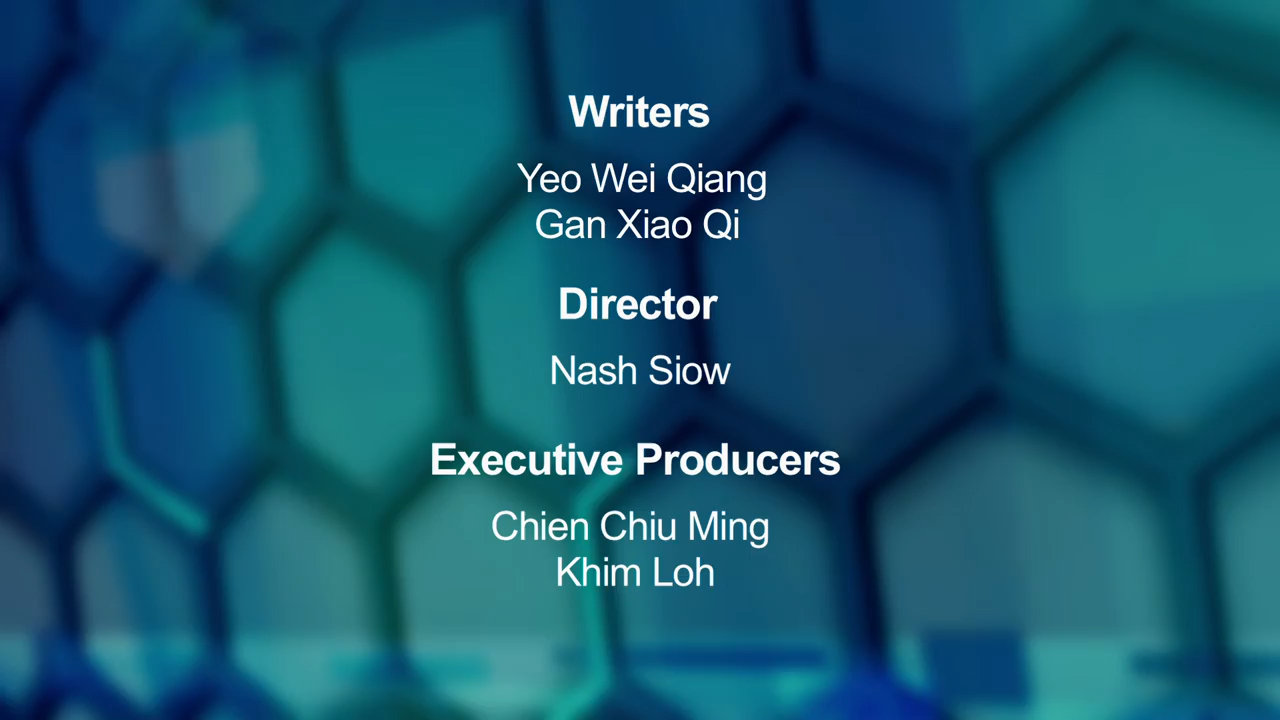 Writers
Yeo Wei Qiang
Gan Xiao Qi
Director
Nash Siow
Executive Producers
Chien Chiu Ming
Khim Loh